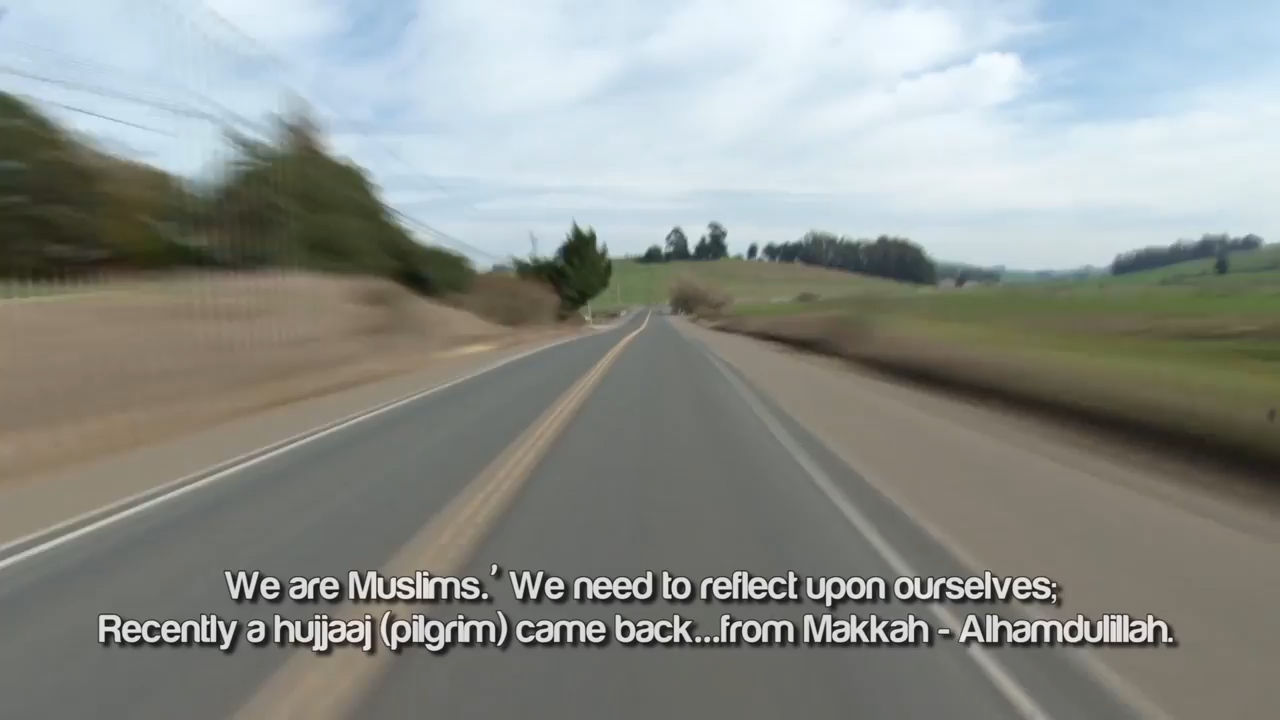 We are Muslims.’ We need to reflect upon ourselves;
Recently a hujjaaj (pilgrim) came back...from Makkah - Alhamdulillah.